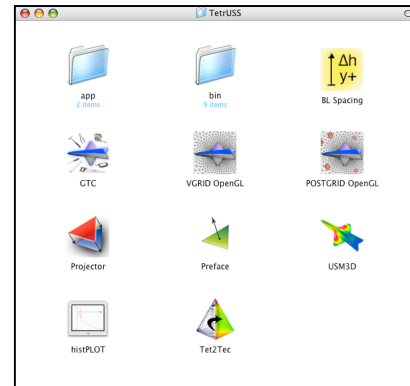 TetrUSS
app
2 items
bin
9 items
Δh
y+
BL Spacing
GTC
VGRID OpenGL
POSTGRID OpenGL
Projector
Preface
USM3D
histPLOT
Tet2Tec